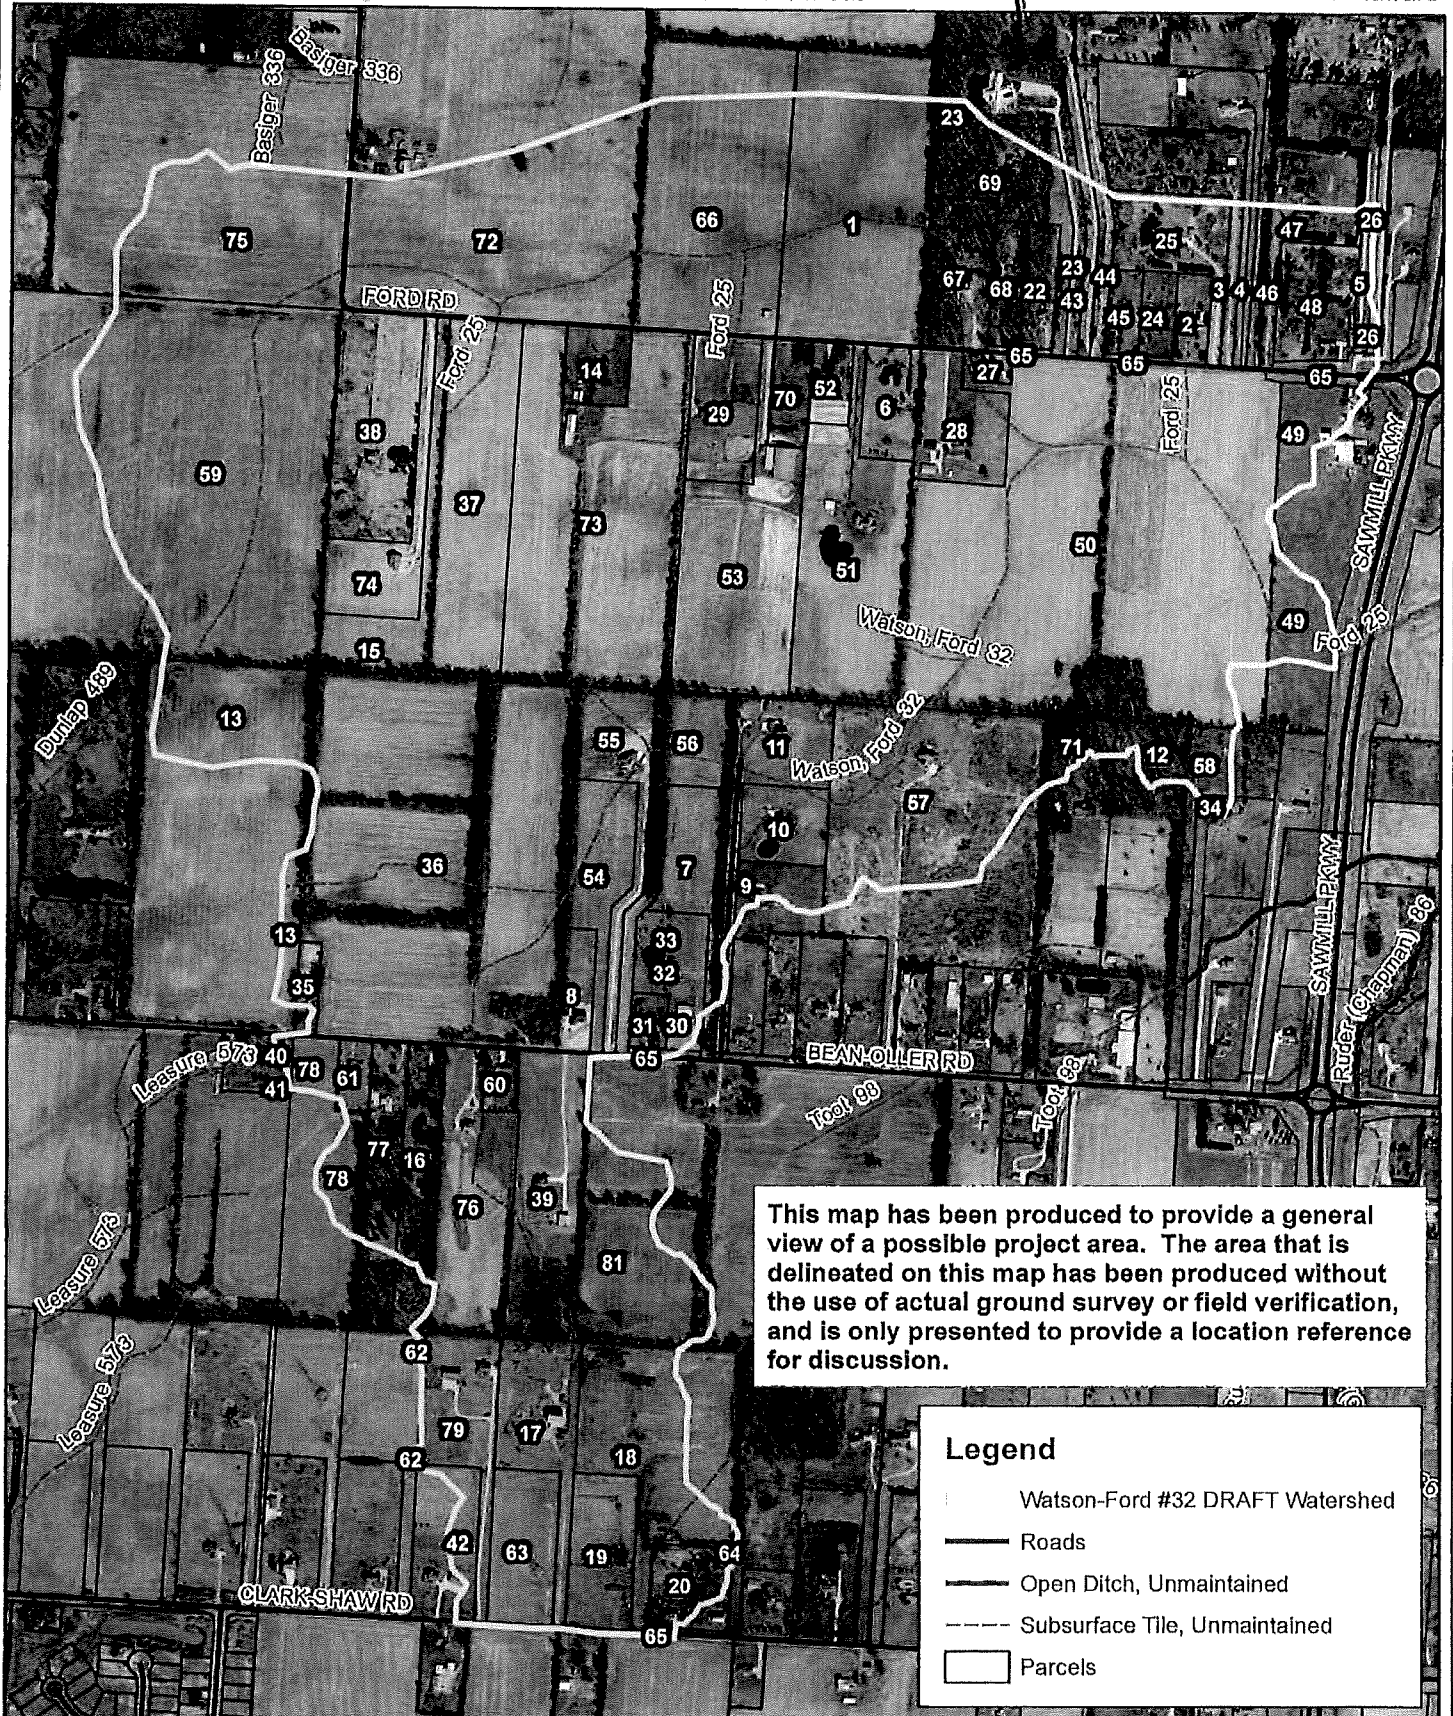 Basiger 336
Basiger 336
23
69
66
1
75
72
26
47
25
67
68
22
23
43
44
3
4
46
5
48
45
24
2
26
FORD RD
Ford 25
Ford 25
65
65
65
27
14
29
70
52
6
28
38
Ford 25
49
SAWMILL PKWY
59
37
73
53
51
50
74
15
Watson, Ford 32
49
Ford 25
Dunlap 489
13
55
56
11
Watson, Ford 32
71
12
58
34
57
10
36
54
7
9
13
33
32
35
8
31
30
65
SAWMILL PKWY
Ruder (Chapman) 86
BEAN-OLLER RD
Leasure 573
40
41
78
61
60
Toot 88
Toot 88
77
16
78
76
39
81
Leasure 573
Leasure 573
62
79
17
18
62
42
63
19
64
20
CLARK-SHAW RD
65
This map has been produced to provide a general
view of a possible project area. The area that is
delineated on this map has been produced without
the use of actual ground survey or field verification,
and is only presented to provide a location reference
for discussion.
Legend
Watson-Ford #32 DRAFT Watershed
Roads
Open Ditch, Unmaintained
Subsurface Tile, Unmaintained
Parcels